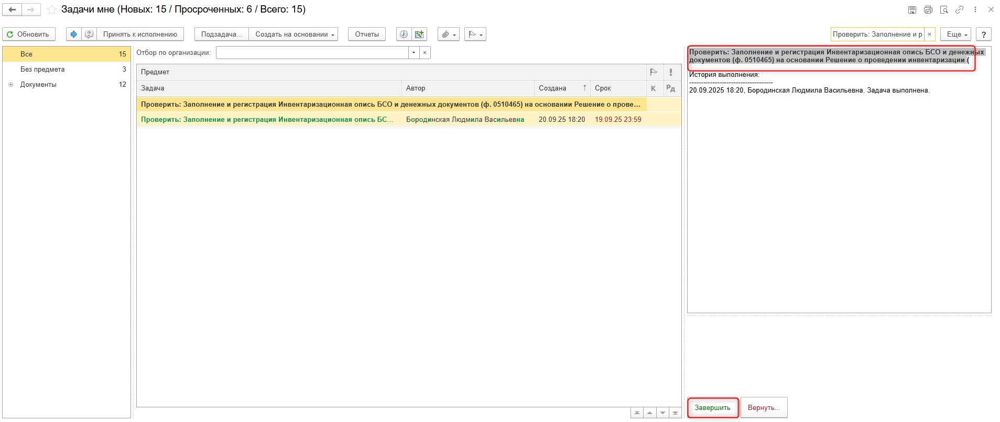 Задачи мне (Новых: 15 / Просроченных: 6 / Всего: 15)
Обновить
Принять к исполнению
Подзадача...
Создать на основании
Отчеты
Проверить: Заполнение и р
×
Еще
?
Все 15
Без предмета 3
Документы 12
Отбор по организации:
×
Предмет
Задача Автор Создана ↑ Срок К Рд
Проверить: Заполнение и регистрация Инвентаризационная опись БСО и денежных документов (ф. 0510465) на основании Решение о прове...
Проверить: Заполнение и регистрация Инвентаризационная опись БС... Бородинская Людмила Васильевна 20.09.25 18:20 19.09.25 23:59
Проверить: Заполнение и регистрация Инвентаризационная опись БСО и денежных
документов (ф. 0510465) на основании Решение о проведении инвентаризации (
История выполнения:
------------------------------------
20.09.2025 18:20, Бородинская Людмила Васильевна. Задача выполнена.
Завершить
Вернуть...